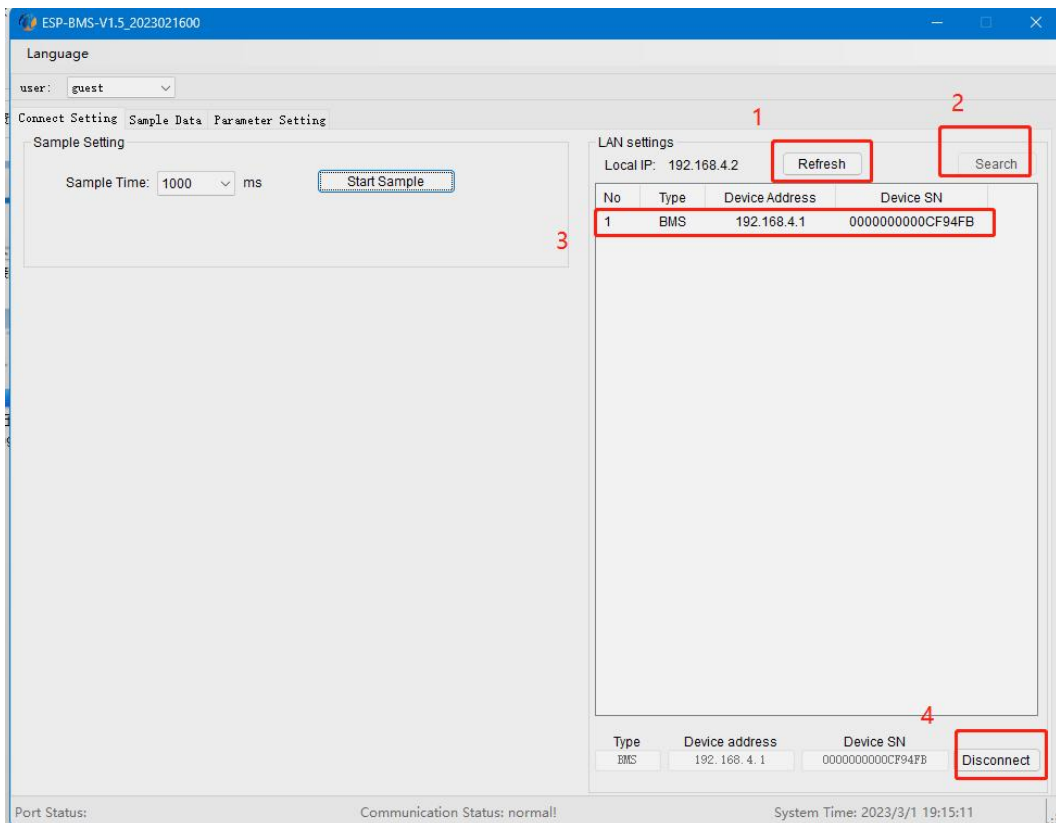 ESP-BMS-V1.5_2023021600
Language
user: guest
Connect Setting Sample Data Parameter Setting
1
2
Sample Setting
Sample Time: 1000 ms Start Sample
3
LAN settings
Local IP: 192.168.4.2 Refresh Search
No Type Device Address Device SN
1 BMS 192.168.4.1 0000000000CF94FB
4
Type Device address Device SN
BMS 192.168.4.1 0000000000CF94FB Disconnect
Port Status: Communication Status: normal! System Time: 2023/3/1 19:15:11